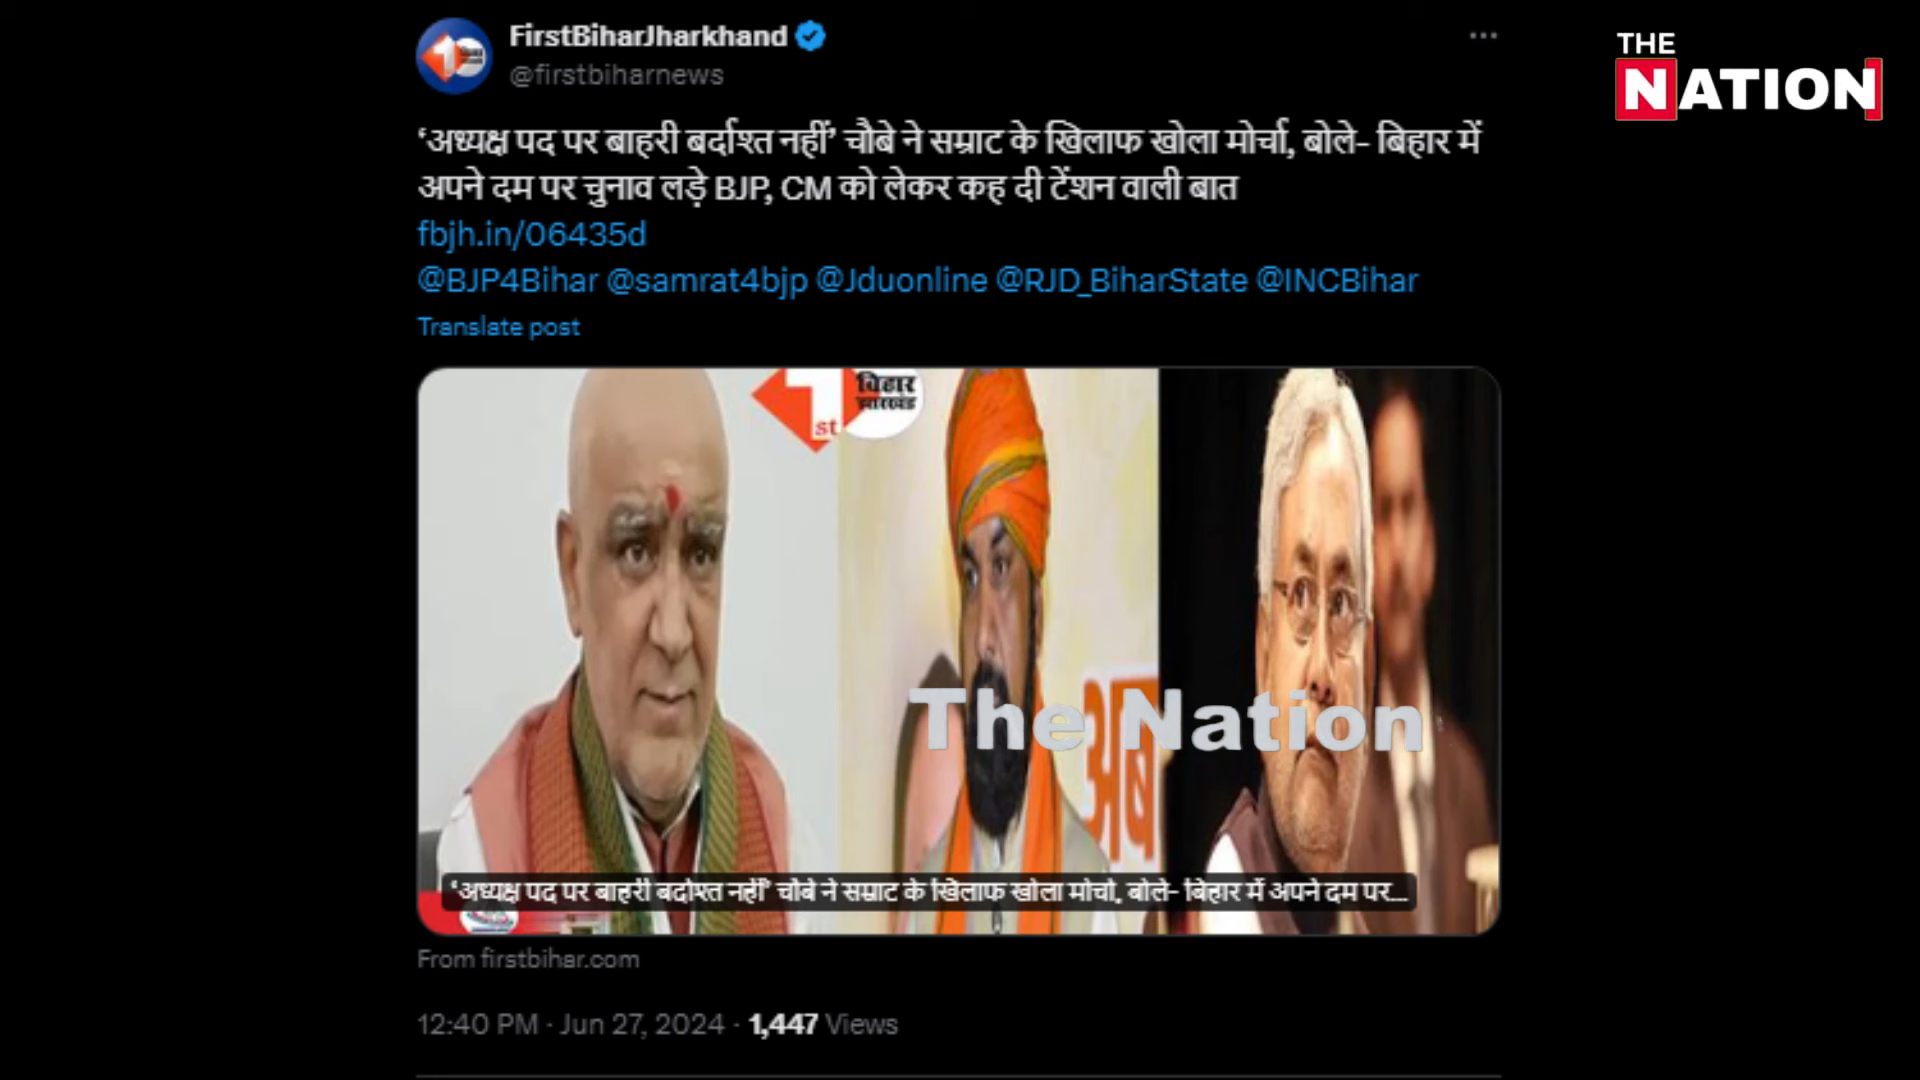 FirstBiharJharkhand
@firstbiharnews
THE
NATION
‘अध्यक्ष पद पर बाहरी बर्दाश्त नहीं’ चौबे ने सम्राट के खिलाफ खोला मोर्चा, बोले- बिहार में
अपने दम पर चुनाव लड़े BJP, CM को लेकर कह दी टेंशन वाली बात
fbjh.in/06435d
@BJP4Bihar @samrat4bjp @Jduonline @RJD_BiharState @INCBihar
Translate post
1st
बिहार
झारखंड
The Nation
अब
‘अध्यक्ष पद पर बाहरी बर्दाश्त नहीं’ चौबे ने सम्राट के खिलाफ खोला मोर्चा, बोले- बिहार में अपने दम पर...
From firstbihar.com
12:40 PM · Jun 27, 2024 · 1,447 Views